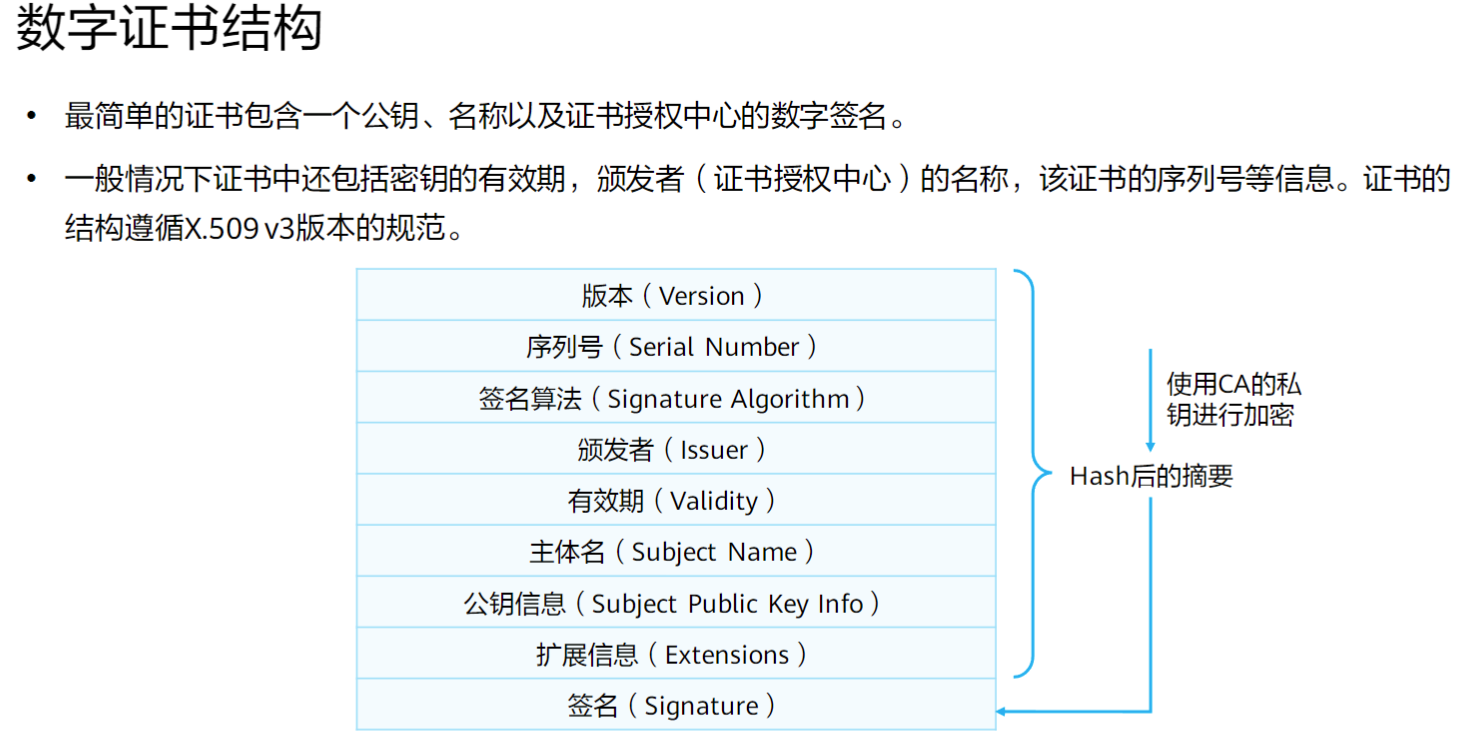 数字证书结构
• 最简单的证书包含一个公钥、名称以及证书授权中心的数字签名。
• 一般情况下证书中还包括密钥的有效期，颁发者（证书授权中心）的名称，该证书的序列号等信息。证书的
结构遵循X.509 v3版本的规范。
版本（Version）
序列号（Serial Number）
签名算法（Signature Algorithm）
颁发者（Issuer）
有效期（Validity）
主体名（Subject Name）
公钥信息（Subject Public Key Info）
扩展信息（Extensions）
签名（Signature）
使用CA的私
钥进行加密
Hash后的摘要